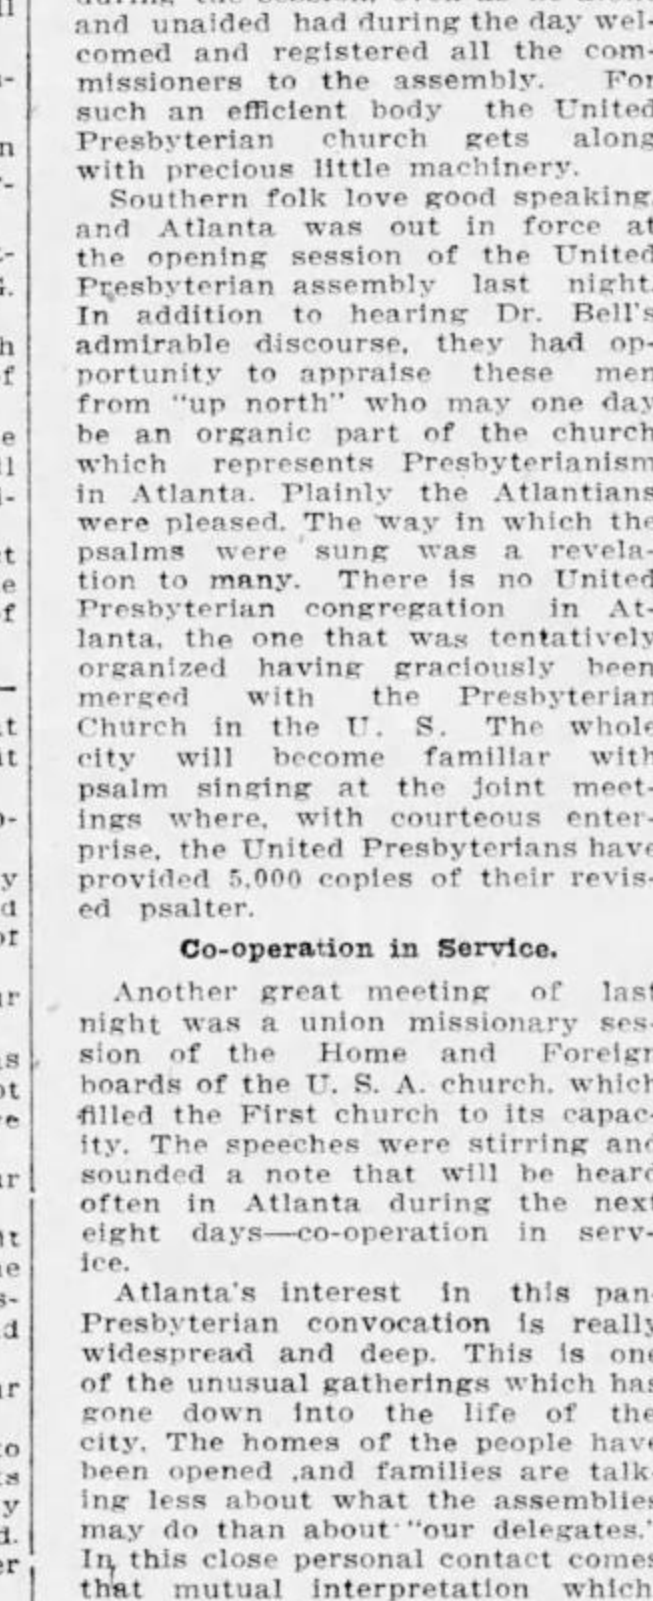 and unaided had during the day wel-
comed and registered all the com-
missioners to the assembly. For
such an efficient body the United
Presbyterian church gets along
with precious little machinery.
Southern folk love good speaking,
and Atlanta was out in force at
the opening session of the United
Presbyterian assembly last night.
In addition to hearing Dr. Bell's
admirable discourse, they had op-
portunity to appraise these men
from "up north" who may one day
be an organic part of the church
which represents Presbyterianism
in Atlanta. Plainly the Atlantians
were pleased. The way in which the
psalms were sung was a revela-
tion to many. There is no United
Presbyterian congregation in At-
lanta, the one that was tentatively
organized having graciously been
merged with the Presbyterian
Church in the U. S. The whole
city will become familiar with
psalm singing at the joint meet-
ings where, with courteous enter-
prise, the United Presbyterians have
provided 5,000 copies of their revis-
ed psalter.
Co-operation in Service.
Another great meeting of last
night was a union missionary ses-
sion of the Home and Foreign
boards of the U. S. A. church, which
filled the First church to its capac-
ity. The speeches were stirring and
sounded a note that will be heard
often in Atlanta during the next
eight days—co-operation in serv-
ice.
Atlanta's interest in this pan-
Presbyterian convocation is really
widespread and deep. This is one
of the unusual gatherings which has
gone down into the life of the
city. The homes of the people have
been opened ,and families are talk-
ing less about what the assemblies
may do than about "our delegates."
In this close personal contact comes
that mutual interpretation which